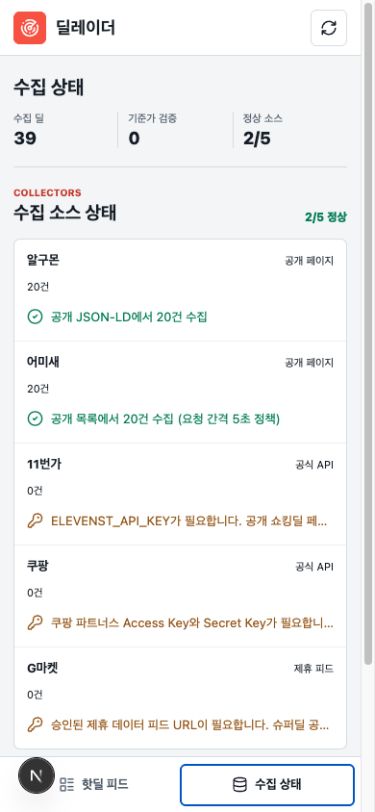 딜레이더
수집 상태
수집 딜
기준가 검증
정상 소스
39
0
2/5
COLLECTORS
수집 소스 상태
2/5 정상
알구몬
공개 페이지
20건
공개 JSON-LD에서 20건 수집
어미새
공개 페이지
20건
공개 목록에서 20건 수집 (요청 간격 5초 정책)
11번가
공식 API
0건
ELEVENST_API_KEY가 필요합니다. 공개 쇼킹딜 페...
쿠팡
공식 API
0건
쿠팡 파트너스 Access Key와 Secret Key가 필요합니...
G마켓
제휴 피드
0건
승인된 제휴 데이터 피드 URL이 필요합니다. 슈퍼딜 공...
N
핫딜 피드
수집 상태